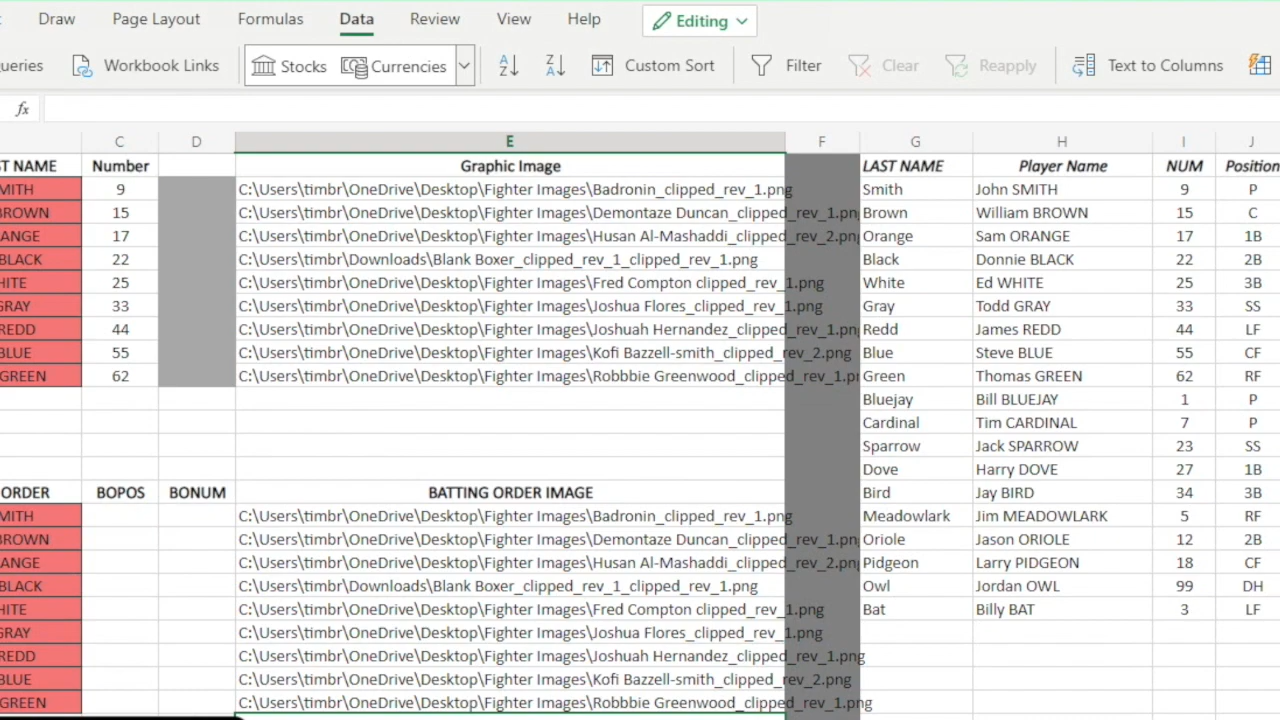 Draw Page Layout Formulas Data Review View Help Editing
ueries Workbook Links Stocks Currencies Custom Sort Filter Clear Reapply Text to Columns
fx
C D E F G H I J
ST NAME Number Graphic Image LAST NAME Player Name NUM Position
MITH 9 C:\Users\timbr\OneDrive\Desktop\Fighter Images\Badronin_clipped_rev_1.png Smith John SMITH 9 P
BROWN 15 C:\Users\timbr\OneDrive\Desktop\Fighter Images\Demontaze Duncan_clipped_rev_1.pn Brown William BROWN 15 C
ANGE 17 C:\Users\timbr\OneDrive\Desktop\Fighter Images\Husan Al-Mashaddi_clipped_rev_2.png Orange Sam ORANGE 17 1B
BLACK 22 C:\Users\timbr\Downloads\Blank Boxer_clipped_rev_1_clipped_rev_1.png Black Donnie BLACK 22 2B
HITE 25 C:\Users\timbr\OneDrive\Desktop\Fighter Images\Fred Compton clipped_rev_1.png White Ed WHITE 25 3B
GRAY 33 C:\Users\timbr\OneDrive\Desktop\Fighter Images\Joshua Flores_clipped_rev_1.png Gray Todd GRAY 33 SS
REDD 44 C:\Users\timbr\OneDrive\Desktop\Fighter Images\Joshuah Hernandez_clipped_rev_1.png Redd James REDD 44 LF
BLUE 55 C:\Users\timbr\OneDrive\Desktop\Fighter Images\Kofi Bazzell-smith_clipped_rev_2.png Blue Steve BLUE 55 CF
GREEN 62 C:\Users\timbr\OneDrive\Desktop\Fighter Images\Robbbie Greenwood_clipped_rev_1.pn Green Thomas GREEN 62 RF
Bluejay Bill BLUEJAY 1 P
Cardinal Tim CARDINAL 7 P
Sparrow Jack SPARROW 23 SS
Dove Harry DOVE 27 1B
ORDER BOPOS BONUM BATTING ORDER IMAGE Bird Jay BIRD 34 3B
MITH C:\Users\timbr\OneDrive\Desktop\Fighter Images\Badronin_clipped_rev_1.png Meadowlark Jim MEADOWLARK 5 RF
BROWN C:\Users\timbr\OneDrive\Desktop\Fighter Images\Demontaze Duncan_clipped_rev_1.pn Oriole Jason ORIOLE 12 2B
ANGE C:\Users\timbr\OneDrive\Desktop\Fighter Images\Husan Al-Mashaddi_clipped_rev_2.png Pidgeon Larry PIDGEON 18 CF
BLACK C:\Users\timbr\Downloads\Blank Boxer_clipped_rev_1_clipped_rev_1.png Owl Jordan OWL 99 DH
HITE C:\Users\timbr\OneDrive\Desktop\Fighter Images\Fred Compton clipped_rev_1.png Bat Billy BAT 3 LF
GRAY C:\Users\timbr\OneDrive\Desktop\Fighter Images\Joshua Flores_clipped_rev_1.png
REDD C:\Users\timbr\OneDrive\Desktop\Fighter Images\Joshuah Hernandez_clipped_rev_1.png
BLUE C:\Users\timbr\OneDrive\Desktop\Fighter Images\Kofi Bazzell-smith_clipped_rev_2.png
GREEN C:\Users\timbr\OneDrive\Desktop\Fighter Images\Robbbie Greenwood_clipped_rev_1.png